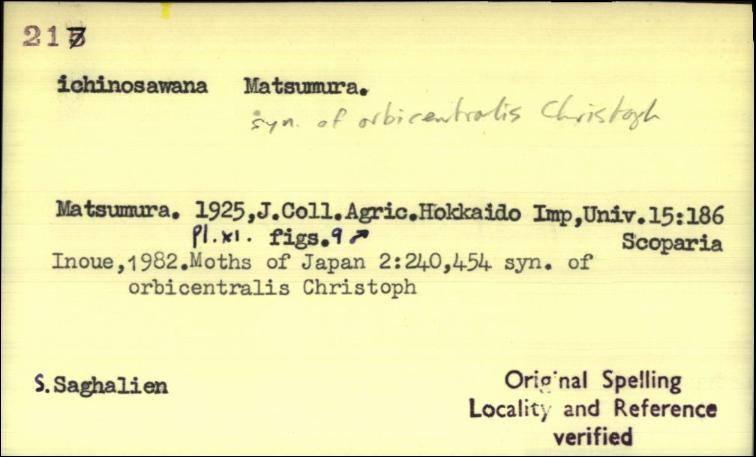 217
ichinosawana Matsumura.
syn. of orbicentralis Christoph
Matsumura. 1925,J.Coll.Agric.Hokkaido Imp,Univ.15:186
Pl.xi. figs.9 ♂ Scoparia
Inoue,1982.Moths of Japan 2:240,454 syn. of
orbicentralis Christoph
S.Saghalien
Original Spelling
Locality and Reference
verified